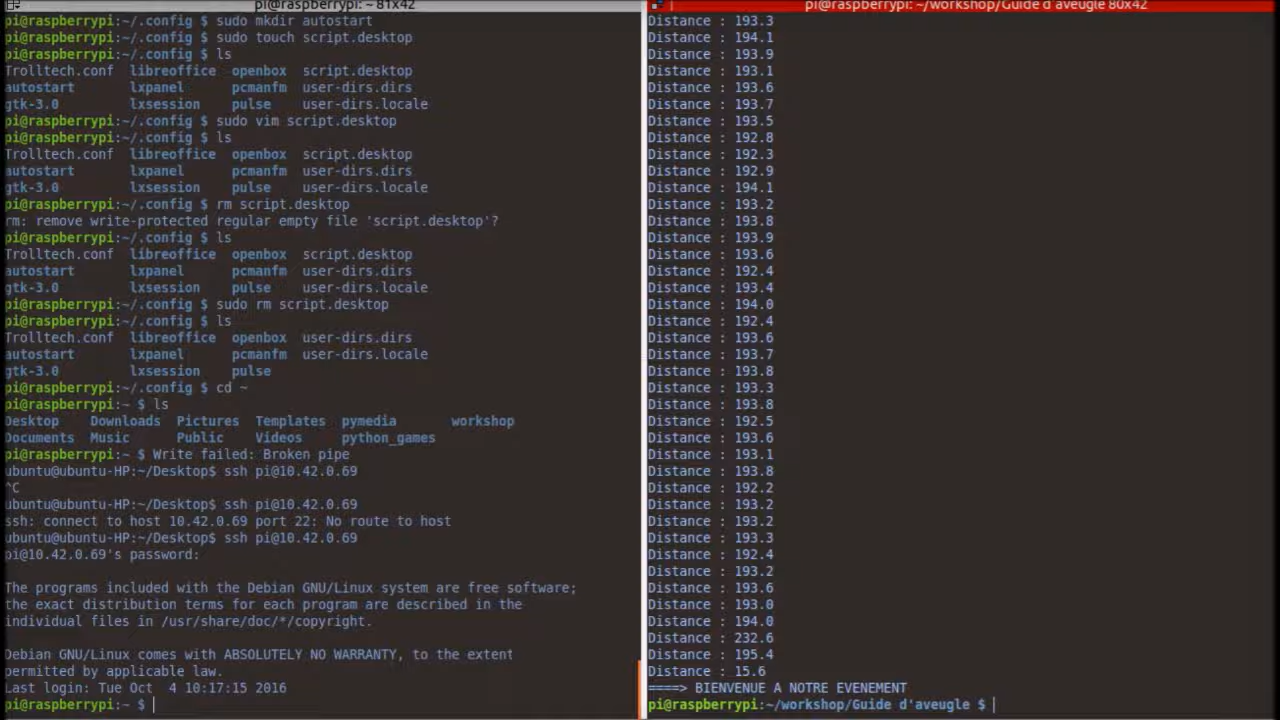 pi@raspberrypi: ~ 81x42
pi@raspberrypi:~/.config $ sudo mkdir autostart
pi@raspberrypi:~/.config $ sudo touch script.desktop
pi@raspberrypi:~/.config $ ls
Trolltech.conf libreoffice openbox script.desktop
autostart lxpanel pcmanfm user-dirs.dirs
gtk-3.0 lxsession pulse user-dirs.locale
pi@raspberrypi:~/.config $ sudo vim script.desktop
pi@raspberrypi:~/.config $ ls
Trolltech.conf libreoffice openbox script.desktop
autostart lxpanel pcmanfm user-dirs.dirs
gtk-3.0 lxsession pulse user-dirs.locale
pi@raspberrypi:~/.config $ rm script.desktop
rm: remove write-protected regular empty file 'script.desktop'?
pi@raspberrypi:~/.config $ ls
Trolltech.conf libreoffice openbox script.desktop
autostart lxpanel pcmanfm user-dirs.dirs
gtk-3.0 lxsession pulse user-dirs.locale
pi@raspberrypi:~/.config $ sudo rm script.desktop
pi@raspberrypi:~/.config $ ls
Trolltech.conf libreoffice openbox user-dirs.dirs
autostart lxpanel pcmanfm user-dirs.locale
gtk-3.0 lxsession pulse
pi@raspberrypi:~/.config $ cd ~
pi@raspberrypi:~ $ ls
Desktop Downloads Pictures Templates pymedia workshop
Documents Music Public Videos python_games
pi@raspberrypi:~ $ Write failed: Broken pipe
ubuntu@ubuntu-HP:~/Desktop$ ssh pi@10.42.0.69
^C
ubuntu@ubuntu-HP:~/Desktop$ ssh pi@10.42.0.69
ssh: connect to host 10.42.0.69 port 22: No route to host
ubuntu@ubuntu-HP:~/Desktop$ ssh pi@10.42.0.69
pi@10.42.0.69's password:
The programs included with the Debian GNU/Linux system are free software;
the exact distribution terms for each program are described in the
individual files in /usr/share/doc/*/copyright.
Debian GNU/Linux comes with ABSOLUTELY NO WARRANTY, to the extent
permitted by applicable law.
Last login: Tue Oct 4 10:17:15 2016
pi@raspberrypi:~ $
pi@raspberrypi: ~/workshop/Guide d'aveugle 80x42
Distance : 193.3
Distance : 194.1
Distance : 193.9
Distance : 193.1
Distance : 193.6
Distance : 193.7
Distance : 193.5
Distance : 192.8
Distance : 192.3
Distance : 192.9
Distance : 194.1
Distance : 193.2
Distance : 193.8
Distance : 193.9
Distance : 193.6
Distance : 192.4
Distance : 193.4
Distance : 194.0
Distance : 192.4
Distance : 193.6
Distance : 193.7
Distance : 193.8
Distance : 193.3
Distance : 193.8
Distance : 192.5
Distance : 193.6
Distance : 193.1
Distance : 193.8
Distance : 192.2
Distance : 193.2
Distance : 193.2
Distance : 193.3
Distance : 192.4
Distance : 193.2
Distance : 193.6
Distance : 193.0
Distance : 194.0
Distance : 232.6
Distance : 195.4
Distance : 15.6
====> BIENVENUE A NOTRE EVENEMENT
pi@raspberrypi:~/workshop/Guide d'aveugle $